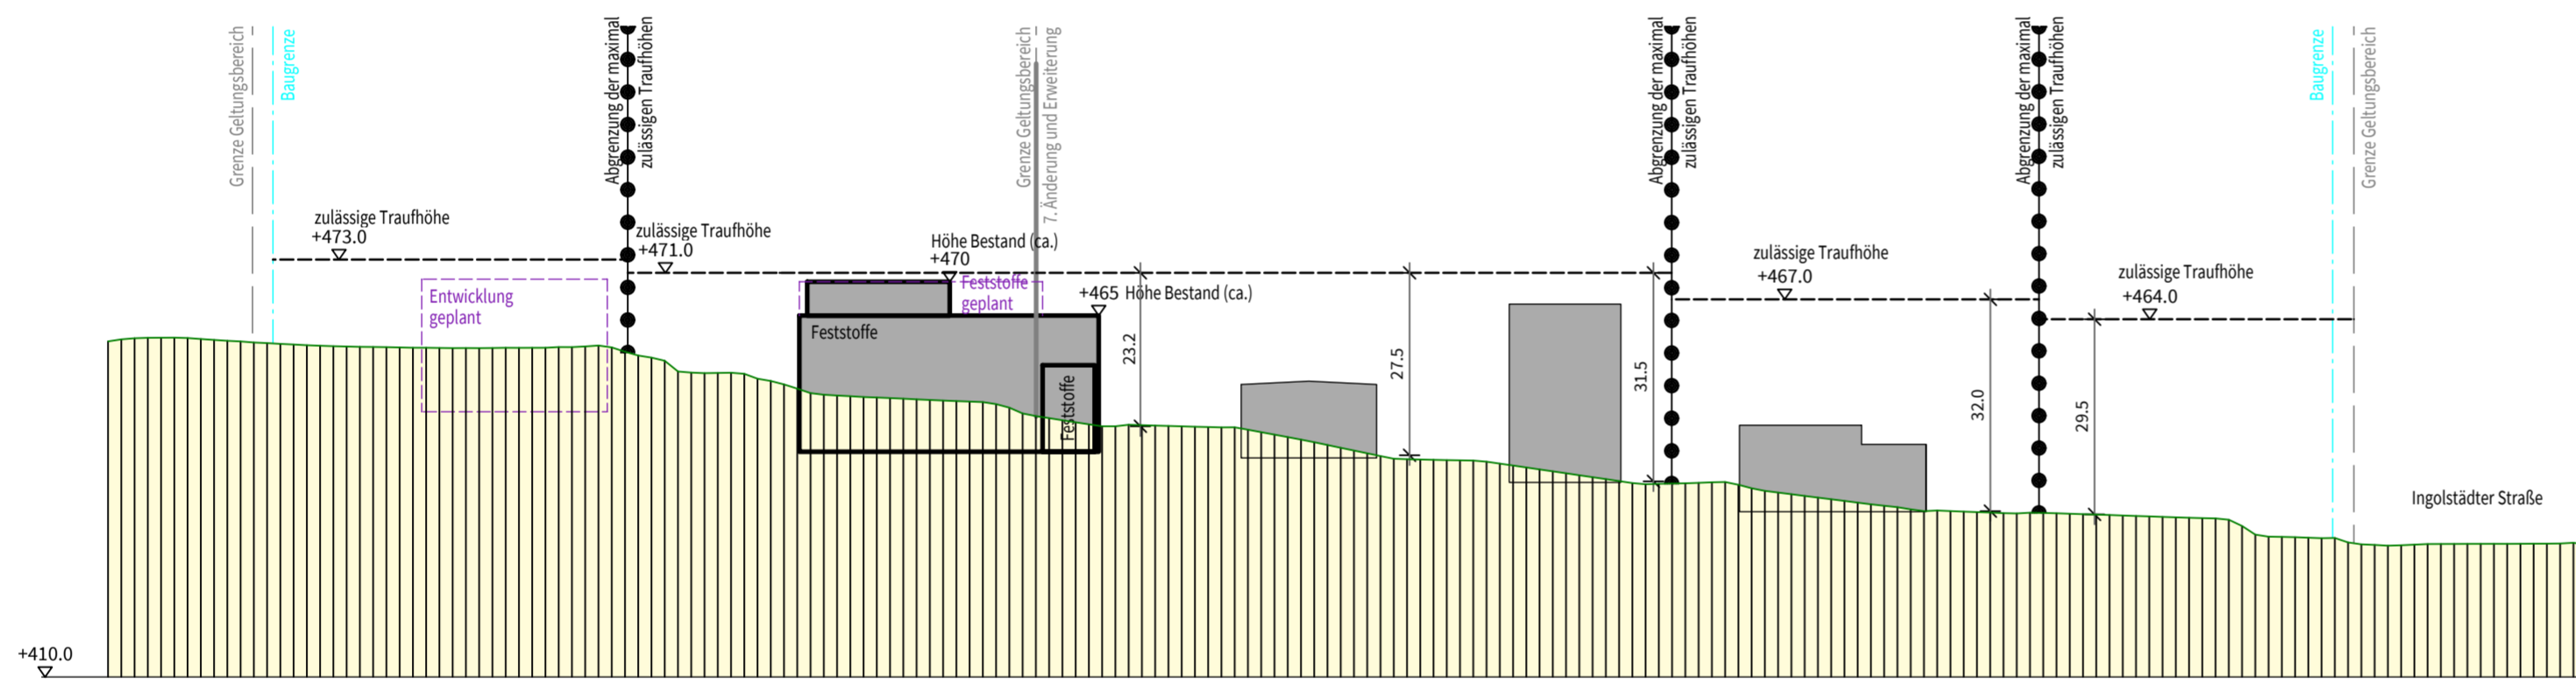 Grenze Geltungsbereich
Baugrenze
Abgrenzung der maximal
zulässigen Traufhöhen
Grenze Geltungsbereich
7. Änderung und Erweiterung
Abgrenzung der maximal
zulässigen Traufhöhen
Abgrenzung der maximal
zulässigen Traufhöhen
Baugrenze
Grenze Geltungsbereich
zulässige Traufhöhe
+473.0
zulässige Traufhöhe
+471.0
Höhe Bestand (ca.)
+470
zulässige Traufhöhe
+467.0
zulässige Traufhöhe
+464.0
Entwicklung
geplant
Feststoffe
geplant
+465 Höhe Bestand (ca.)
Feststoffe
Feststoffe
23.2
27.5
31.5
32.0
29.5
Ingolstädter Straße
+410.0